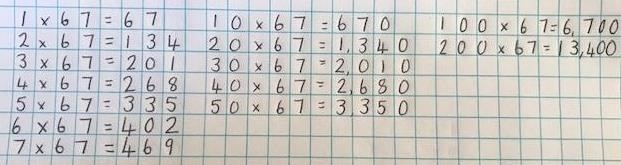 1 x 67 = 67
2 x 67 = 134
3 x 67 = 201
4 x 67 = 268
5 x 67 = 335
6 x 67 = 402
7 x 67 = 469
10 x 67 = 670
20 x 67 = 1,340
30 x 67 = 2,010
40 x 67 = 2,680
50 x 67 = 3,350
100 x 67 = 6,700
200 x 67 = 13,400